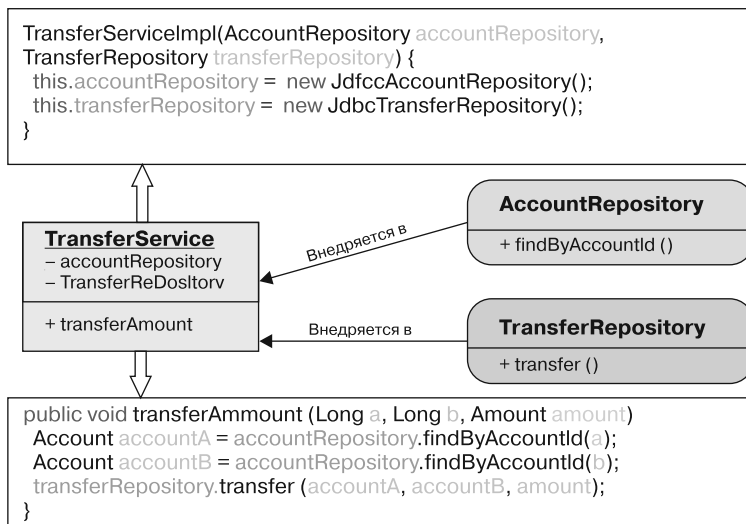 TransferServiceImpl(AccountRepository accountRepository,
TransferRepository transferRepository) {
this.accountRepository = new JdfccAccountRepository();
this.transferRepository = new JdbcTransferRepository();
}
AccountRepository
+ findByAccountId ()
Внедряется в
TransferService
– accountRepository
– TransferReDosltorv
+ transferAmount
Внедряется в
TransferRepository
+ transfer ()
public void transferAmmount (Long a, Long b, Amount amount)
Account accountA = accountRepository.findByAccountId(a);
Account accountB = accountRepository.findByAccountId(b);
transferRepository.transfer (accountA, accountB, amount);
}